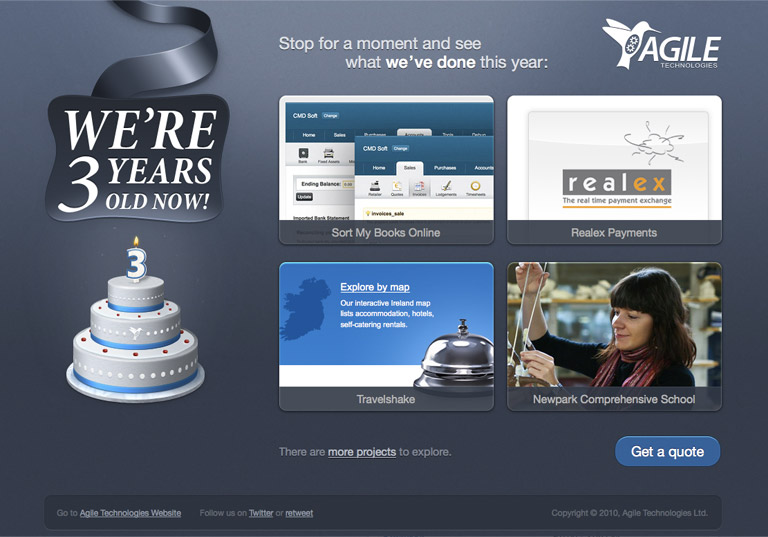 Stop for a moment and see
what we've done this year:
AGILE
TECHNOLOGIES
WE'RE
3 YEARS
OLD NOW!
3
CMD Soft Change
Home Sales Purchases Accounts Tools Debug
Bank Fixed Assets
Ending Balance: 0.00
Update
Imported Bank Statement
CMD Soft Change
Home Sales Purchases Accounts
Retailer Quotes Invoices Lodgements Timesheets
invoices_sale
Sort My Books Online
realex
The real time payment exchange
Realex Payments
Explore by map
Our interactive Ireland map
lists accommodation, hotels,
self-catering rentals.
Travelshake
Newpark Comprehensive School
There are more projects to explore.
Get a quote
Go to Agile Technologies Website
Follow us on Twitter or retweet
Copyright © 2010, Agile Technologies Ltd.